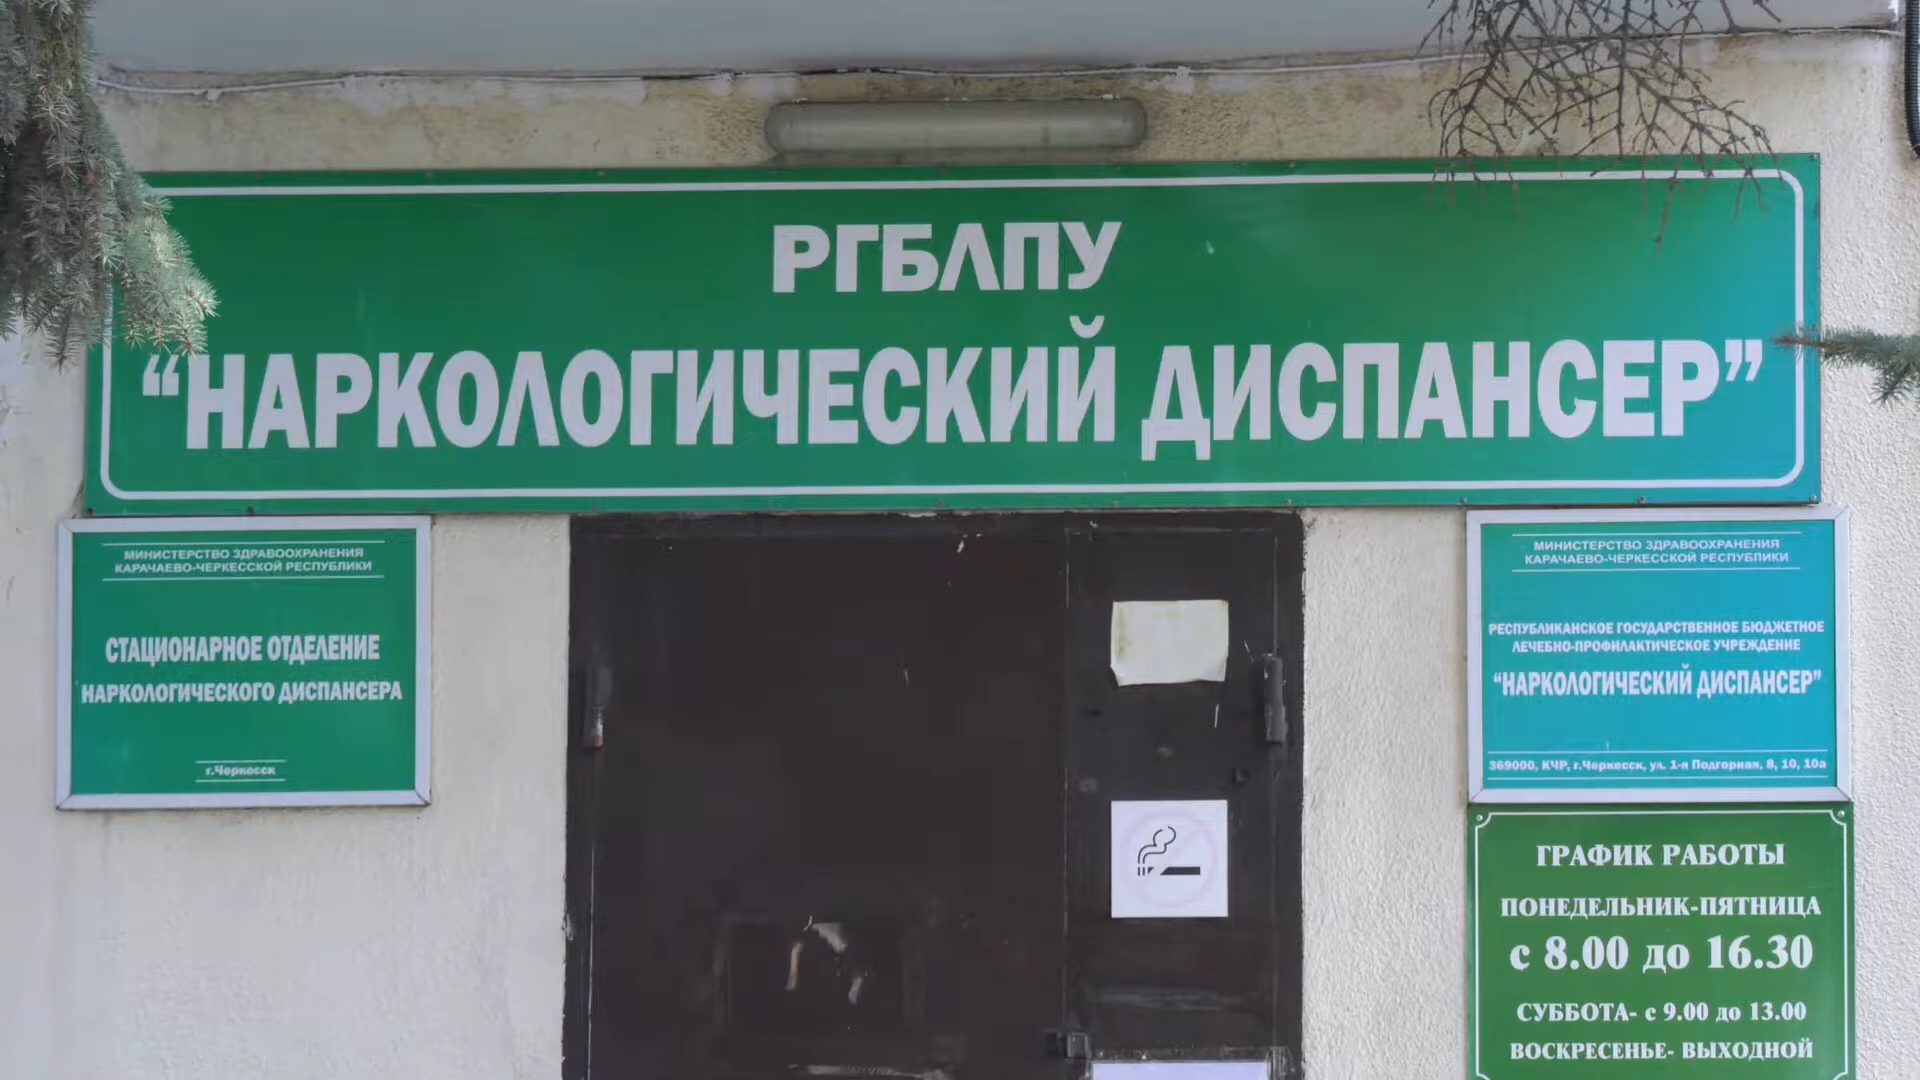 РГБЛПУ
“НАРКОЛОГИЧЕСКИЙ ДИСПАНСЕР”
МИНИСТЕРСТВО ЗДРАВООХРАНЕНИЯ
КАРАЧАЕВО-ЧЕРКЕССКОЙ РЕСПУБЛИКИ
СТАЦИОНАРНОЕ ОТДЕЛЕНИЕ
НАРКОЛОГИЧЕСКОГО ДИСПАНСЕРА
г.Черкесск
МИНИСТЕРСТВО ЗДРАВООХРАНЕНИЯ
КАРАЧАЕВО-ЧЕРКЕССКОЙ РЕСПУБЛИКИ
РЕСПУБЛИКАНСКОЕ ГОСУДАРСТВЕННОЕ БЮДЖЕТНОЕ
ЛЕЧЕБНО-ПРОФИЛАКТИЧЕСКОЕ УЧРЕЖДЕНИЕ
“НАРКОЛОГИЧЕСКИЙ ДИСПАНСЕР”
369000, КЧР, г.Черкесск, ул. 1-я Подгорная, 8, 10, 10а
ГРАФИК РАБОТЫ
ПОНЕДЕЛЬНИК-ПЯТНИЦА
с 8.00 до 16.30
СУББОТА- с 9.00 до 13.00
ВОСКРЕСЕНЬЕ- ВЫХОДНОЙ